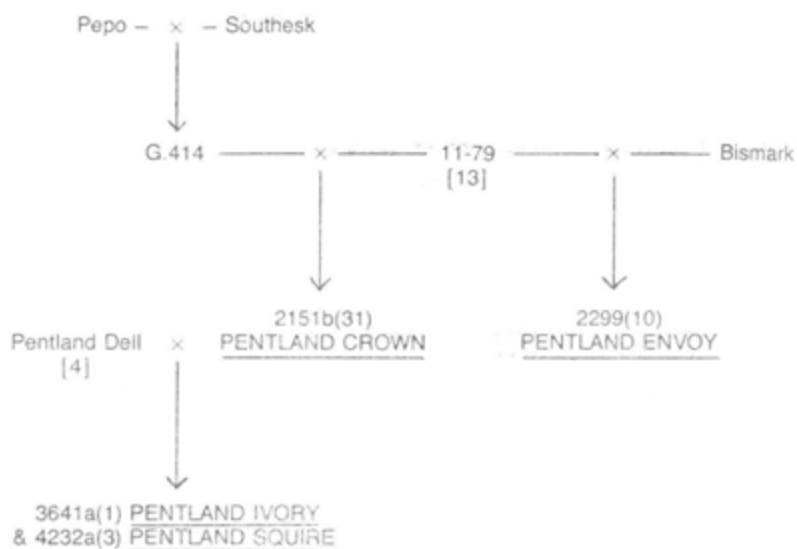 Pepo – × – Southesk
G.414 × 11-79 × Bismark
[13]
2151b(31) 2299(10)
Pentland Dell × PENTLAND CROWN PENTLAND ENVOY
[4]
3641a(1) PENTLAND IVORY
& 4232a(3) PENTLAND SQUIRE